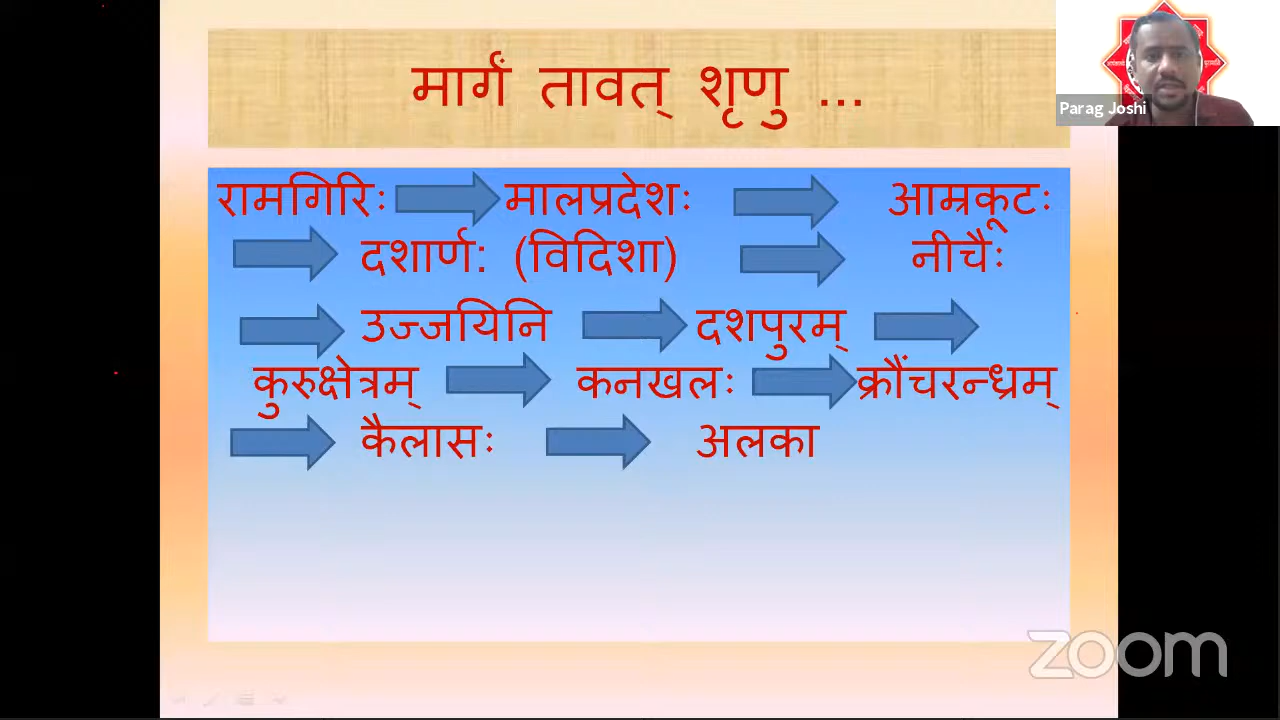 मार्गं तावत् शृणु ...
Parag Joshi
रामगिरिः मालप्रदेशः आम्रकूटः
दशार्ण: (विदिशा) नीचैः
उज्जयिनि दशपुरम्
कुरुक्षेत्रम् कनखलः क्रौंचरन्ध्रम्
कैलासः अलका
zoom